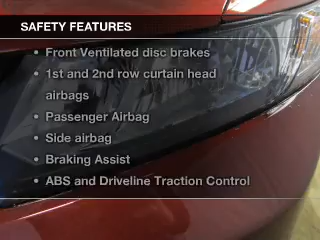 SAFETY FEATURES
• Front Ventilated disc brakes
• 1st and 2nd row curtain head
airbags
• Passenger Airbag
• Side airbag
• Braking Assist
• ABS and Driveline Traction Control